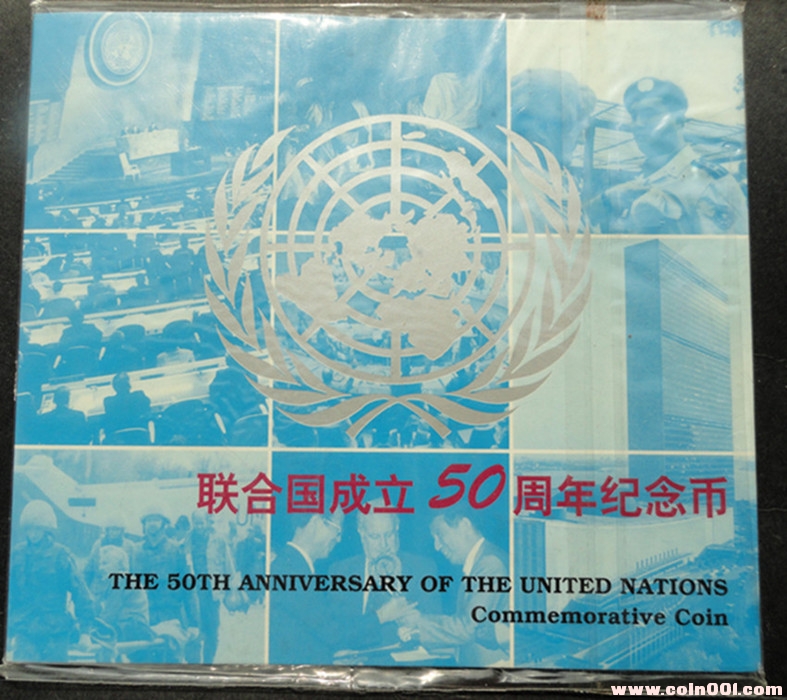 联合国成立50周年纪念币
THE 50TH ANNIVERSARY OF THE UNITED NATIONS
Commemorative Coin
www.coin001.com